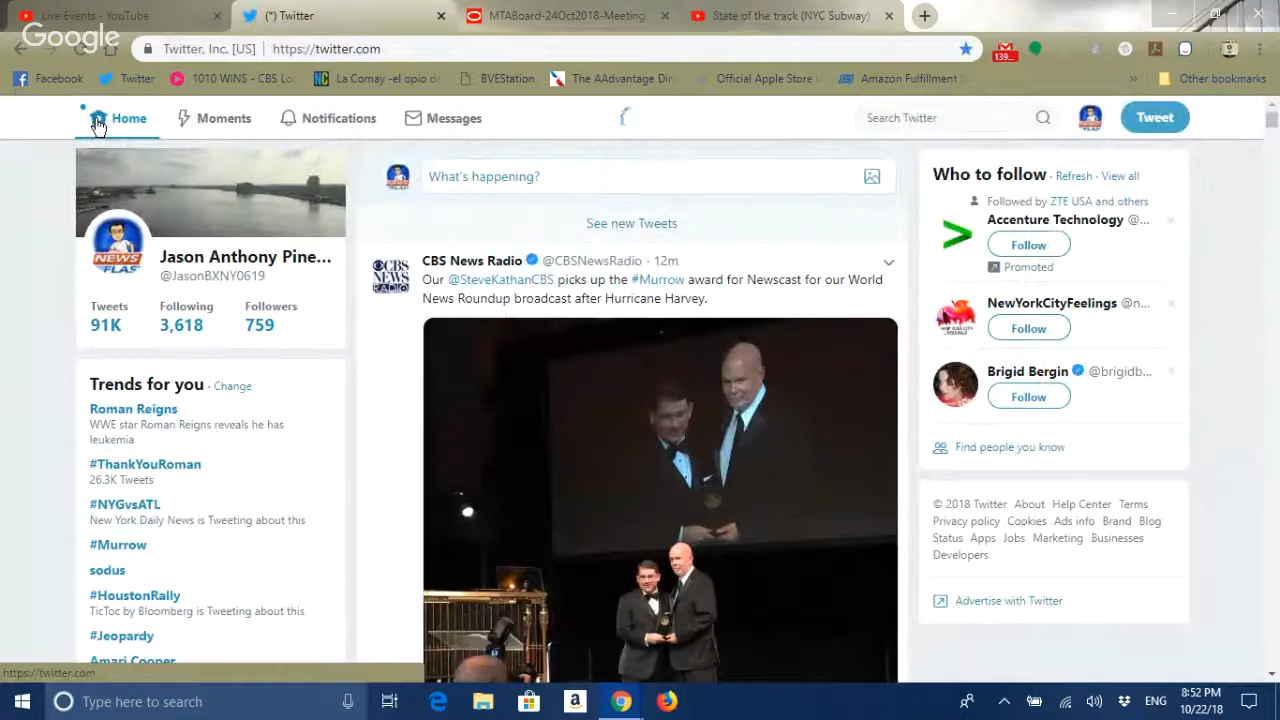 Live Events - YouTube
(*) Twitter
MTABoard-24Oct2018-Meeting
State of the track (NYC Subway)
Google
Twitter, Inc. [US]
https://twitter.com
139...
Facebook
Twitter
1010 WINS - CBS Lo
La Comay -el opio de
BVEStation
The AAdvantage Din
Official Apple Store
Amazon Fulfillment
Other bookmarks
Home
Moments
Notifications
Messages
Search Twitter
Tweet
NEWS
FLAS
Jason Anthony Pine...
@JasonBXNY0619
Tweets
Following
Followers
91K
3,618
759
Trends for you · Change
Roman Reigns
WWE star Roman Reigns reveals he has
leukemia
#ThankYouRoman
26.3K Tweets
#NYGvsATL
New York Daily News is Tweeting about this
#Murrow
sodus
#HoustonRally
TicToc by Bloomberg is Tweeting about this
#Jeopardy
Amari Cooper
https://twitter.com
What's happening?
See new Tweets
CBS NEWS RADIO
CBS News Radio @CBSNewsRadio · 12m
Our @SteveKathanCBS picks up the #Murrow award for Newscast for our World
News Roundup broadcast after Hurricane Harvey.
Who to follow · Refresh · View all
Followed by ZTE USA and others
Accenture Technology @...
Follow
Promoted
NewYorkCityFeelings @n...
Follow
Brigid Bergin @brigidb...
Follow
Find people you know
© 2018 Twitter About Help Center Terms
Privacy policy Cookies Ads info Brand Blog
Status Apps Jobs Marketing Businesses
Developers
Advertise with Twitter
Type here to search
ENG
8:52 PM
10/22/18